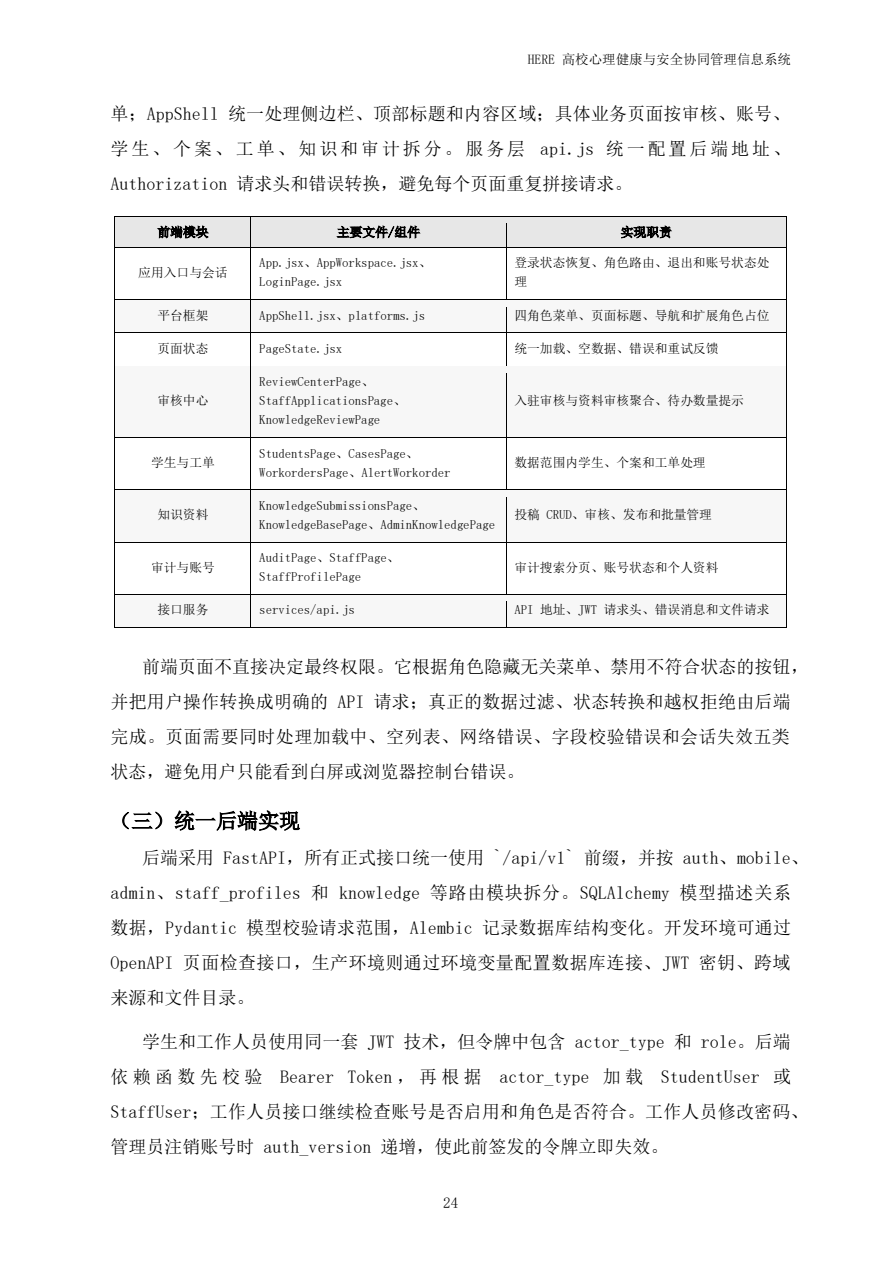 HERE 高校心理健康与安全协同管理信息系统
单；AppShell 统一处理侧边栏、顶部标题和内容区域；具体业务页面按审核、账号、
学生、个案、工单、知识和审计拆分。服务层 api.js 统一配置后端地址、
Authorization 请求头和错误转换，避免每个页面重复拼接请求。
前端模块 主要文件/组件 实现职责
应用入口与会话 App.jsx、AppWorkspace.jsx、 登录状态恢复、角色路由、退出和账号状态处
LoginPage.jsx 理
平台框架 AppShell.jsx、platforms.js 四角色菜单、页面标题、导航和扩展角色占位
页面状态 PageState.jsx 统一加载、空数据、错误和重试反馈
ReviewCenterPage、
审核中心 StaffApplicationsPage、 入驻审核与资料审核聚合、待办数量提示
KnowledgeReviewPage
学生与工单 StudentsPage、CasesPage、 数据范围内学生、个案和工单处理
WorkordersPage、AlertWorkorder
知识资料 KnowledgeSubmissionsPage、 投稿 CRUD、审核、发布和批量管理
KnowledgeBasePage、AdminKnowledgePage
审计与账号 AuditPage、StaffPage、 审计搜索分页、账号状态和个人资料
StaffProfilePage
接口服务 services/api.js API 地址、JWT 请求头、错误消息和文件请求
前端页面不直接决定最终权限。它根据角色隐藏无关菜单、禁用不符合状态的按钮，
并把用户操作转换成明确的 API 请求；真正的数据过滤、状态转换和越权拒绝由后端
完成。页面需要同时处理加载中、空列表、网络错误、字段校验错误和会话失效五类
状态，避免用户只能看到白屏或浏览器控制台错误。
（三）统一后端实现
后端采用 FastAPI，所有正式接口统一使用 `/api/v1` 前缀，并按 auth、mobile、
admin、staff_profiles 和 knowledge 等路由模块拆分。SQLAlchemy 模型描述关系
数据，Pydantic 模型校验请求范围，Alembic 记录数据库结构变化。开发环境可通过
OpenAPI 页面检查接口，生产环境则通过环境变量配置数据库连接、JWT 密钥、跨域
来源和文件目录。
学生和工作人员使用同一套 JWT 技术，但令牌中包含 actor_type 和 role。后端
依赖函数先校验 Bearer Token，再根据 actor_type 加载 StudentUser 或
StaffUser；工作人员接口继续检查账号是否启用和角色是否符合。工作人员修改密码、
管理员注销账号时 auth_version 递增，使此前签发的令牌立即失效。
24